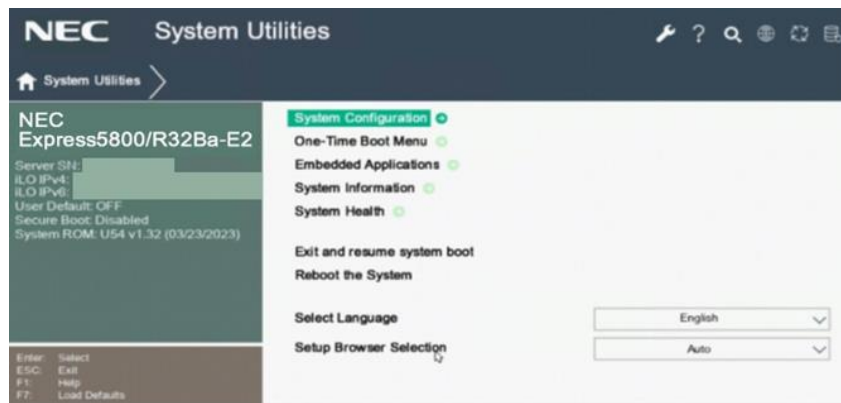 NEC System Utilities
System Utilities
NEC
Express5800/R32Ba-E2
Server SN:
iLO IPv4:
iLO IPv6:
User Default: OFF
Secure Boot: Disabled
System ROM: U54 v1.32 (03/23/2023)
System Configuration
One-Time Boot Menu
Embedded Applications
System Information
System Health
Exit and resume system boot
Reboot the System
Select Language English
Setup Browser Selection Auto
Enter: Select
ESC: Exit
F1: Help
F7: Load Defaults